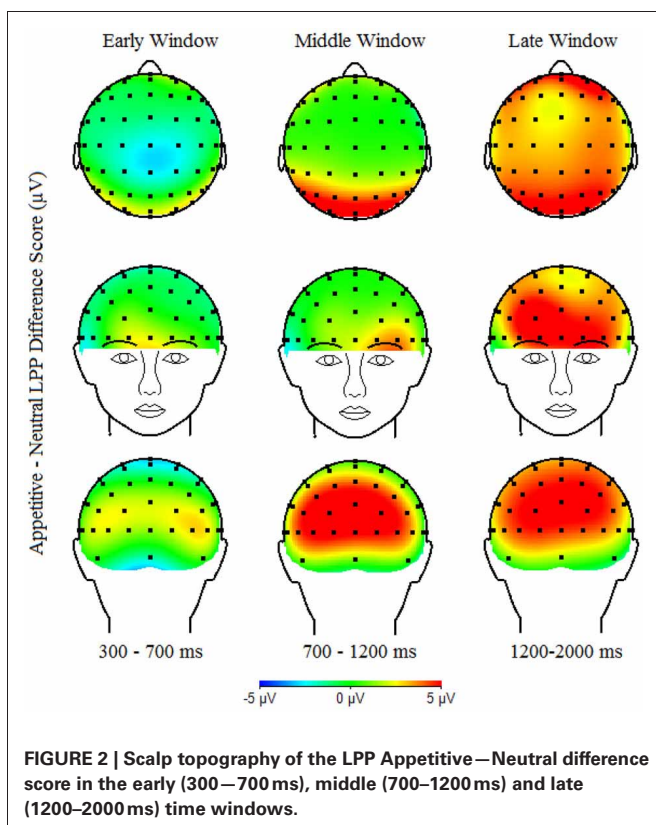 Early Window Middle Window Late Window
Appetitive - Neutral LPP Difference Score (µV)
300 - 700 ms 700 - 1200 ms 1200-2000 ms
-5 µV 0 µV 5 µV
FIGURE 2 | Scalp topography of the LPP Appetitive—Neutral difference
score in the early (300—700 ms), middle (700–1200 ms) and late
(1200–2000 ms) time windows.